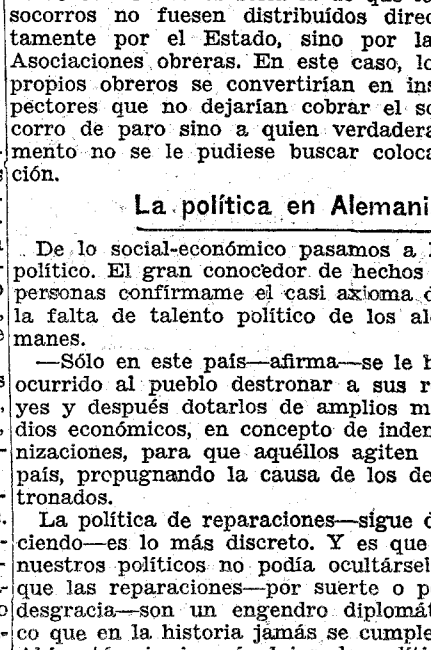 socorros no fuesen distribuídos direc
tamente por el Estado, sino por la
Asociaciones obreras. En este caso, lo
propios obreros se convertirían en ins
pectores que no dejarían cobrar el so
corro de paro sino a quien verdadera
mento no se le pudiese buscar coloca
ción.
La política en Alemani
De lo social-económico pasamos a l
político. El gran conocedor de hechos
personas confírmame el casi axioma d
la falta de talento político de los al
manes.
—Sólo en este país—afirma—se le h
ocurrido al pueblo destronar a sus r
yes y después dotarlos de amplios m
dios económicos, en concepto de indem
nizaciones, para que aquéllos agiten
país, propugnando la causa de los de
tronados.
La política de reparaciones—sigue d
ciendo—es lo más discreto. Y es que
nuestros políticos no podía ocultársel
que las reparaciones—por suerte o p
desgracia—son un engendro diplomát
co que en la historia jamás se cumple